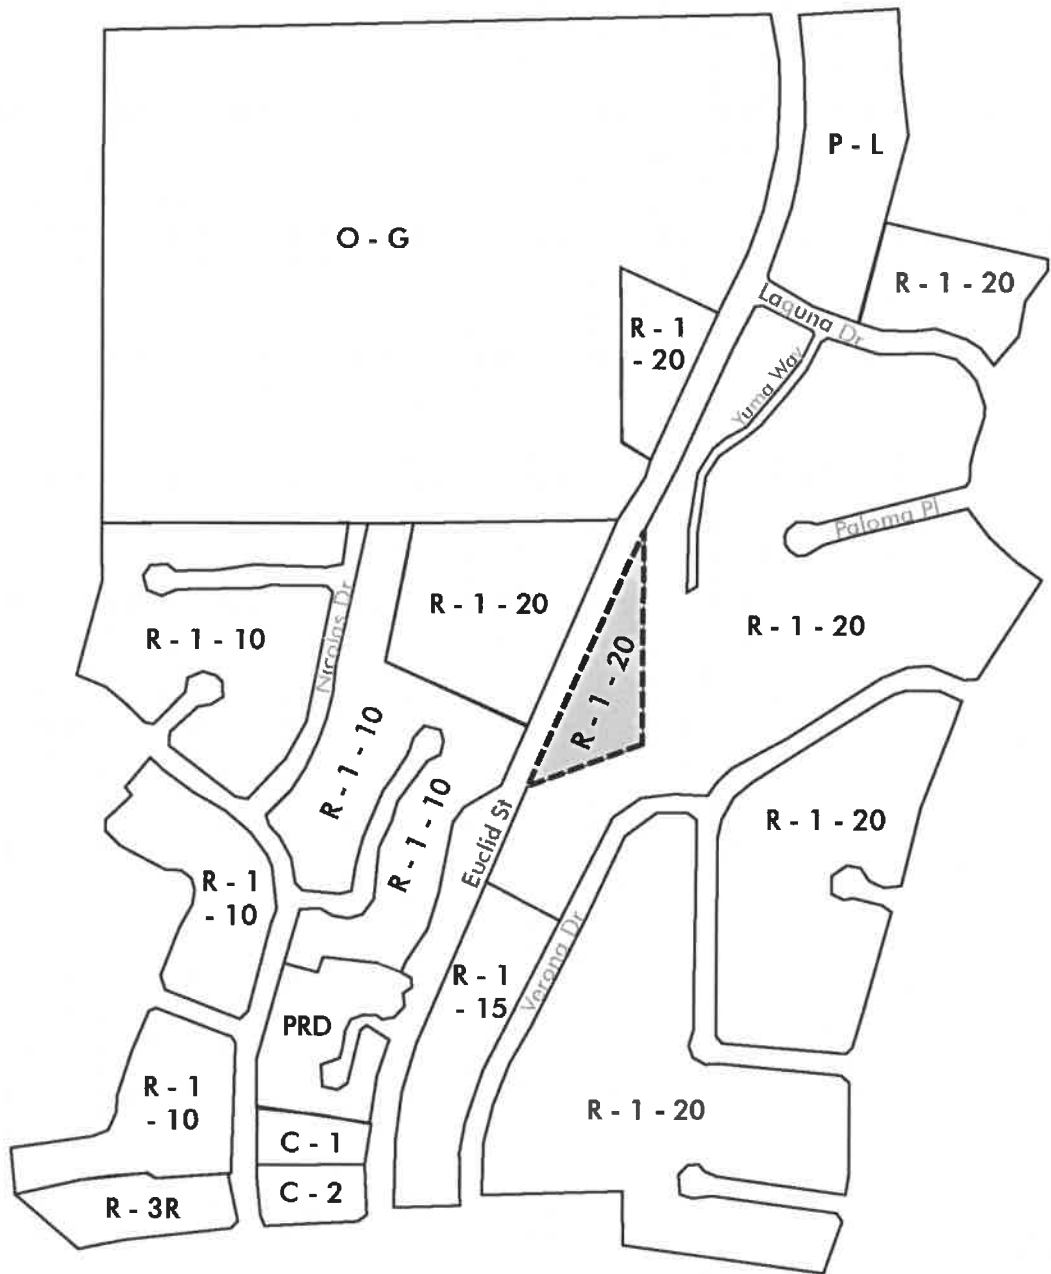 P - L
O - G
R - 1 - 20
Laguna Dr
R - 1
- 20
Yuma Way
Paloma Pl
R - 1 - 20
R - 1 - 20
R - 1 - 10
Nicolas Dr
R - 1 - 20
R - 1 - 10
R - 1 - 10
R - 1 - 20
Euclid St
R - 1
- 10
R - 1
- 15
Verona Dr
PRD
R - 1
- 10
R - 1 - 20
C - 1
C - 2
R - 3R